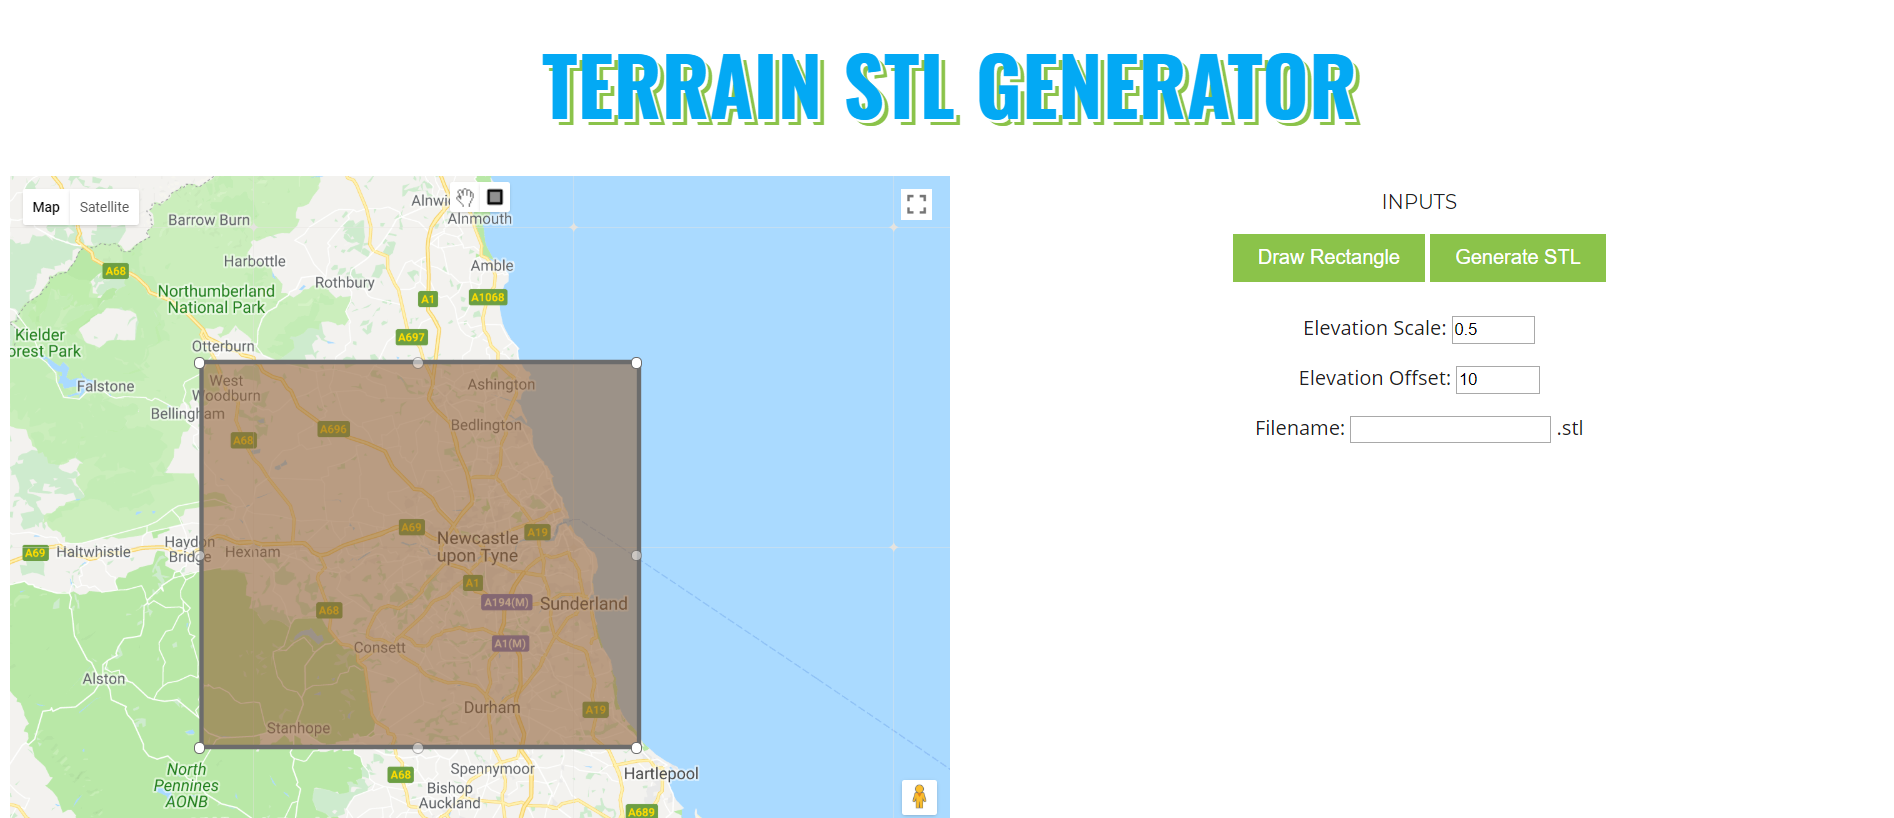 TERRAIN STL GENERATOR
Map
Satellite
Alnwi
Alnmouth
Barrow Burn
Harbottle
Amble
A68
Rothbury
Northumberland
National Park
A1
A1068
Kielder
orest Park
A697
Otterburn
Falstone
West
Woodburn
Ashington
Bellingham
A696
Bedlington
A68
A69
A19
Newcastle
upon Tyne
A69
Haltwhistle
Haydon
Bridge
Hexham
A1
A194(M)
Sunderland
A68
A1(M)
Consett
Alston
Durham
A19
Stanhope
North
Pennines
AONB
A68
Spennymoor
Hartlepool
Bishop
Auckland
A689
INPUTS
Draw Rectangle
Generate STL
Elevation Scale: 0.5
Elevation Offset: 10
Filename: .stl